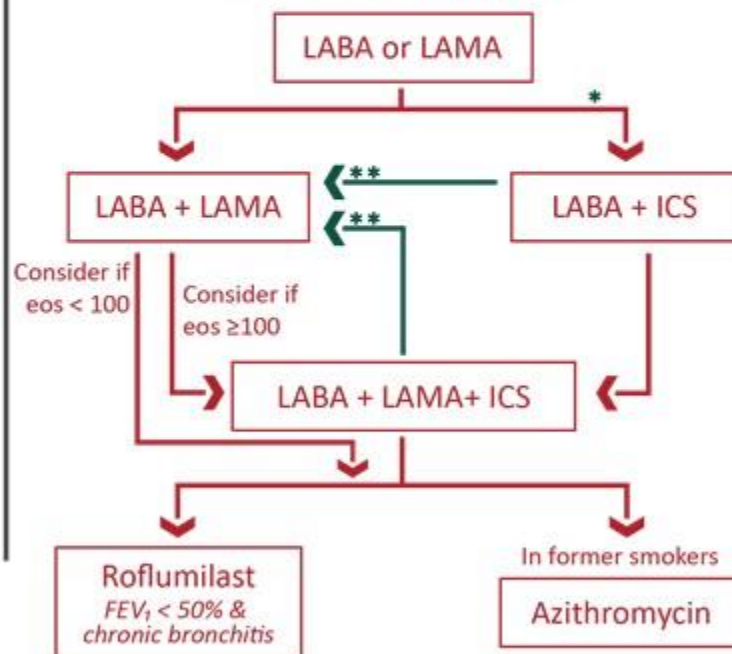 LABA or LAMA
*
**
LABA + LAMA
LABA + ICS
**
Consider if
eos < 100
Consider if
eos ≥100
LABA + LAMA+ ICS
In former smokers
Roflumilast
FEV₁ < 50% &
chronic bronchitis
Azithromycin